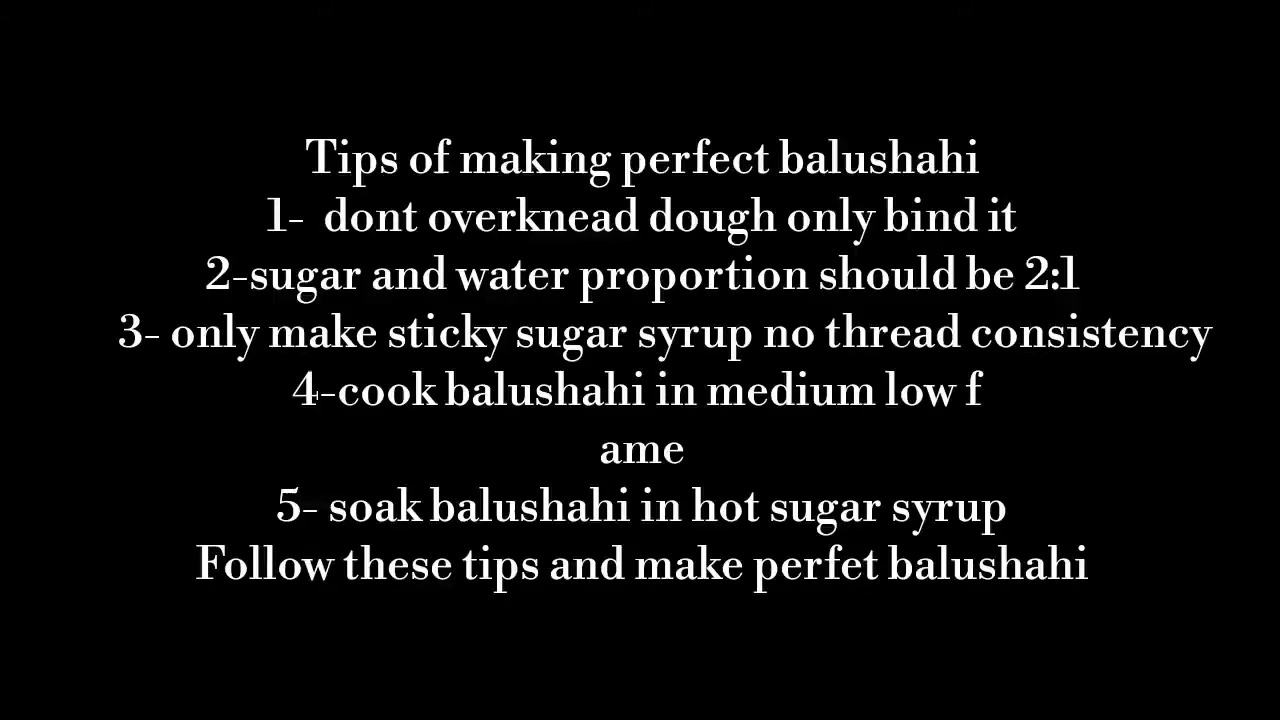 Tips of making perfect balushahi
1- dont overknead dough only bind it
2-sugar and water proportion should be 2:1
3- only make sticky sugar syrup no thread consistency
4-cook balushahi in medium low f
ame
5- soak balushahi in hot sugar syrup
Follow these tips and make perfet balushahi